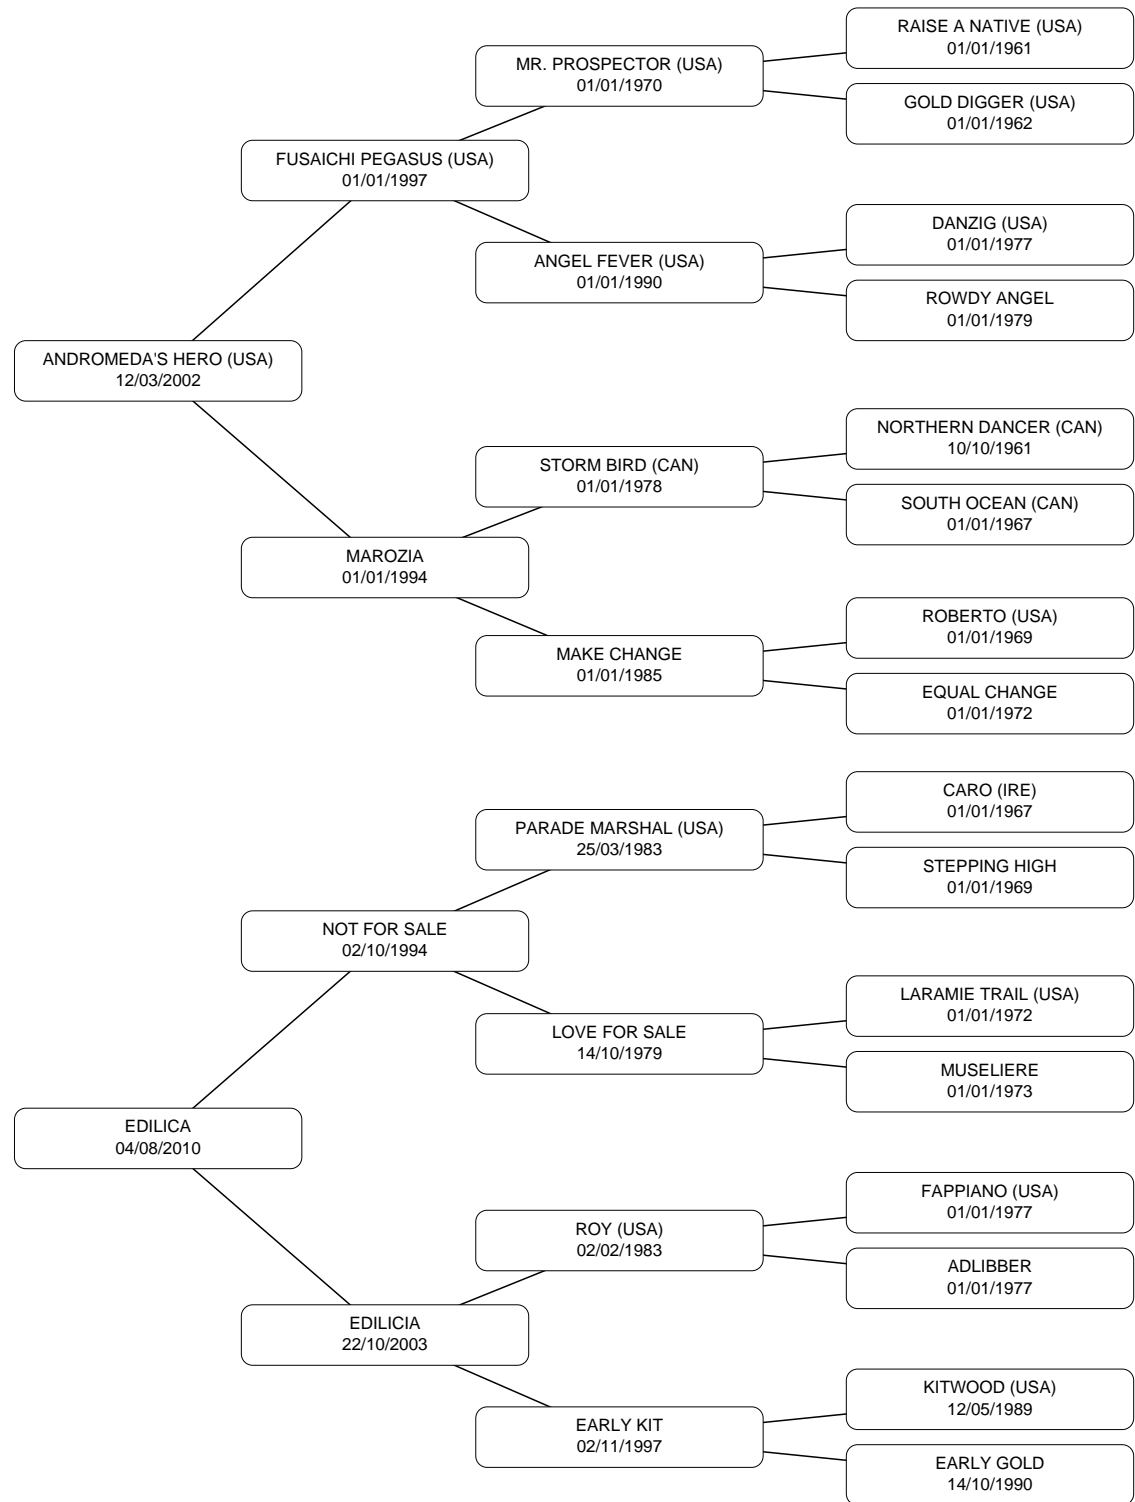 RAISE A NATIVE (USA)
01/01/1961
MR. PROSPECTOR (USA)
01/01/1970
GOLD DIGGER (USA)
01/01/1962
FUSAICHI PEGASUS (USA)
01/01/1997
DANZIG (USA)
01/01/1977
ANGEL FEVER (USA)
01/01/1990
ROWDY ANGEL
01/01/1979
ANDROMEDA'S HERO (USA)
12/03/2002
NORTHERN DANCER (CAN)
10/10/1961
STORM BIRD (CAN)
01/01/1978
SOUTH OCEAN (CAN)
01/01/1967
MAROZIA
01/01/1994
ROBERTO (USA)
01/01/1969
MAKE CHANGE
01/01/1985
EQUAL CHANGE
01/01/1972
CARO (IRE)
01/01/1967
PARADE MARSHAL (USA)
25/03/1983
STEPPING HIGH
01/01/1969
NOT FOR SALE
02/10/1994
LARAMIE TRAIL (USA)
01/01/1972
LOVE FOR SALE
14/10/1979
MUSELIERE
01/01/1973
EDILICA
04/08/2010
FAPPIANO (USA)
01/01/1977
ROY (USA)
02/02/1983
ADLIBBER
01/01/1977
EDILICIA
22/10/2003
KITWOOD (USA)
12/05/1989
EARLY KIT
02/11/1997
EARLY GOLD
14/10/1990